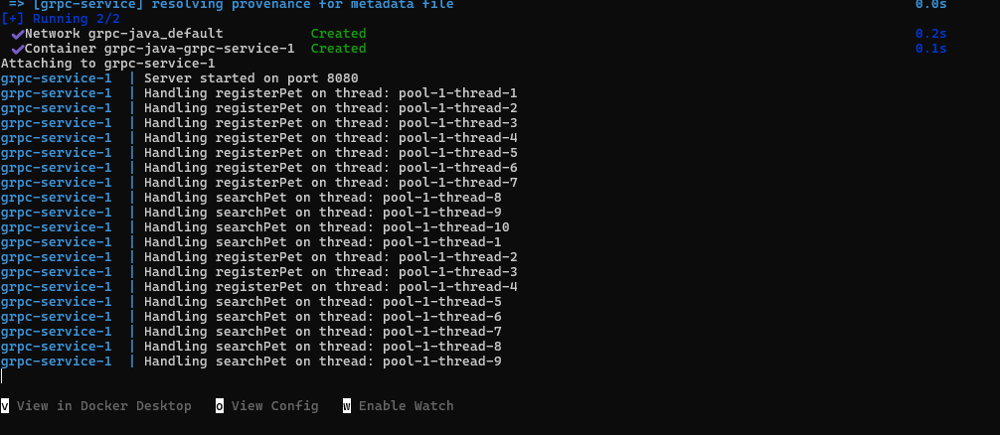 => [grpc-service] resolving provenance for metadata file 0.0s
[+] Running 2/2
✔Network grpc-java_default Created 0.2s
✔Container grpc-java-grpc-service-1 Created 0.1s
Attaching to grpc-service-1
grpc-service-1 | Server started on port 8080
grpc-service-1 | Handling registerPet on thread: pool-1-thread-1
grpc-service-1 | Handling registerPet on thread: pool-1-thread-2
grpc-service-1 | Handling registerPet on thread: pool-1-thread-3
grpc-service-1 | Handling registerPet on thread: pool-1-thread-4
grpc-service-1 | Handling registerPet on thread: pool-1-thread-5
grpc-service-1 | Handling registerPet on thread: pool-1-thread-6
grpc-service-1 | Handling registerPet on thread: pool-1-thread-7
grpc-service-1 | Handling searchPet on thread: pool-1-thread-8
grpc-service-1 | Handling searchPet on thread: pool-1-thread-9
grpc-service-1 | Handling searchPet on thread: pool-1-thread-10
grpc-service-1 | Handling searchPet on thread: pool-1-thread-1
grpc-service-1 | Handling registerPet on thread: pool-1-thread-2
grpc-service-1 | Handling registerPet on thread: pool-1-thread-3
grpc-service-1 | Handling registerPet on thread: pool-1-thread-4
grpc-service-1 | Handling searchPet on thread: pool-1-thread-5
grpc-service-1 | Handling searchPet on thread: pool-1-thread-6
grpc-service-1 | Handling searchPet on thread: pool-1-thread-7
grpc-service-1 | Handling searchPet on thread: pool-1-thread-8
grpc-service-1 | Handling searchPet on thread: pool-1-thread-9
v View in Docker Desktop o View Config w Enable Watch